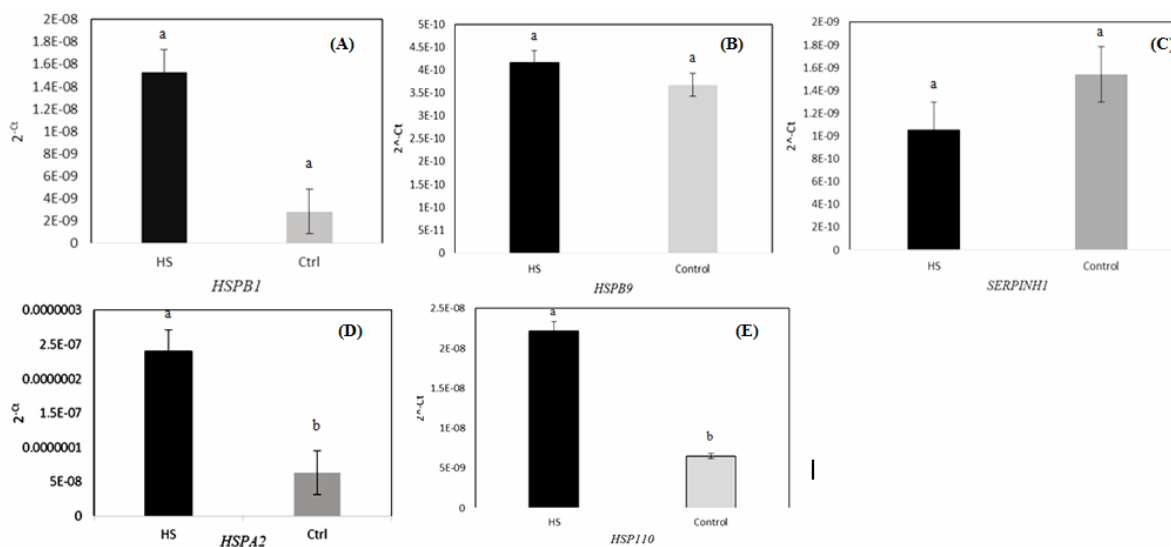 2E-08
1.8E-08
1.6E-08
1.4E-08
1.2E-08
1E-08
8E-09
6E-09
4E-09
2E-09
0
2^-Ct
a
a
(A)
HS
Ctrl
HSPB1
5E-10
4.5E-10
4E-10
3.5E-10
3E-10
2.5E-10
2E-10
1.5E-10
1E-10
5E-11
0
2^-Ct
a
a
(B)
HS
Control
HSPB9
2E-09
1.8E-09
1.6E-09
1.4E-09
1.2E-09
1E-09
8E-10
6E-10
4E-10
2E-10
0
2^-Ct
a
a
(C)
HS
Control
SERPINH1
0.0000003
2.5E-07
0.0000002
1.5E-07
0.0000001
5E-08
0
2^-Ct
a
b
(D)
HS
Ctrl
HSPA2
2.5E-08
2E-08
1.5E-08
1E-08
5E-09
0
2^-Ct
a
b
(E)
HS
Control
HSP110